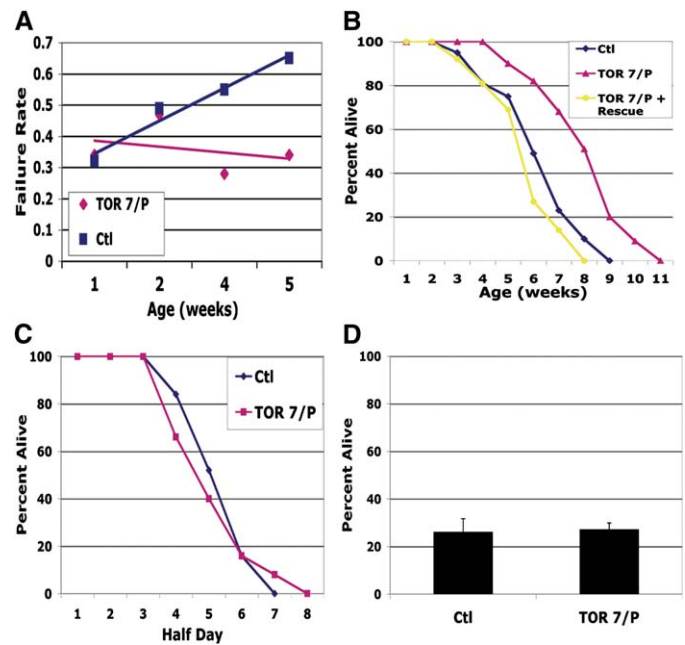 A
0.7
0.6
0.5
0.4
0.3
0.2
0.1
0
Failure Rate
TOR 7/P
Ctl
1 2 4 5
Age (weeks)
B
100
80
60
40
20
0
Percent Alive
Ctl
TOR 7/P
TOR 7/P +
Rescue
1 2 3 4 5 6 7 8 9 10 11
Age (weeks)
C
100
80
60
40
20
0
Percent Alive
Ctl
TOR 7/P
1 2 3 4 5 6 7 8
Half Day
D
100
80
60
40
20
0
Percent Alive
Ctl TOR 7/P